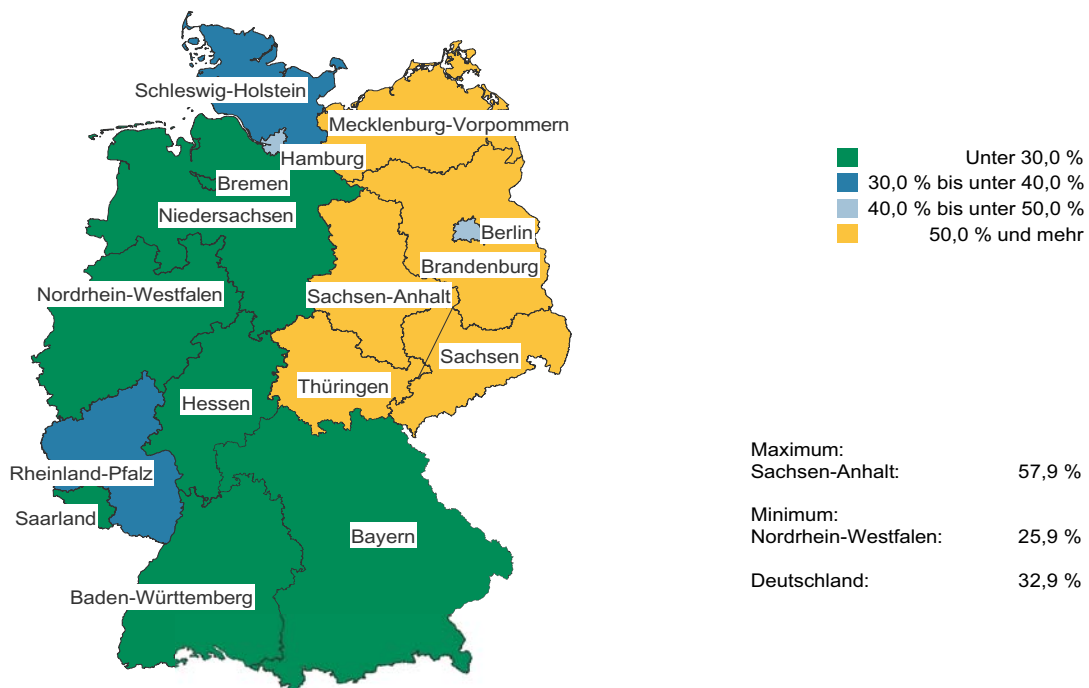 Schleswig-Holstein
Mecklenburg-Vorpommern
Hamburg
Bremen
Niedersachsen
Berlin
Brandenburg
Nordrhein-Westfalen
Sachsen-Anhalt
Sachsen
Thüringen
Hessen
Rheinland-Pfalz
Saarland
Bayern
Baden-Württemberg
Unter 30,0 %
30,0 % bis unter 40,0 %
40,0 % bis unter 50,0 %
50,0 % und mehr
Maximum:
Sachsen-Anhalt: 57,9 %
Minimum:
Nordrhein-Westfalen: 25,9 %
Deutschland: 32,9 %